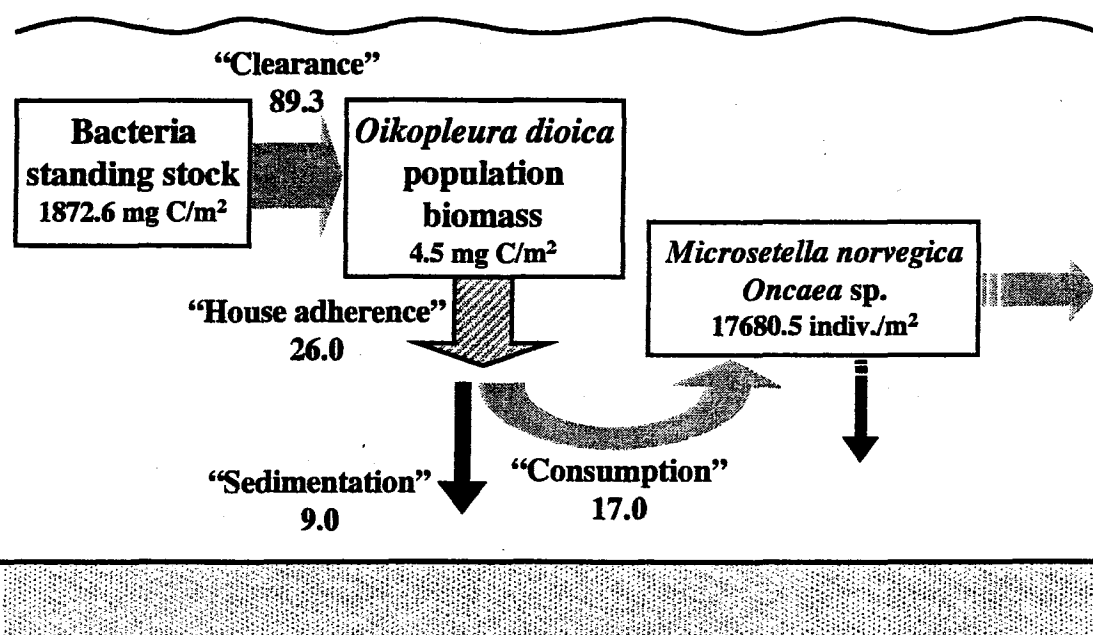 “Clearance”
89.3
Bacteria
standing stock
1872.6 mg C/m²
Oikopleura dioica
population
biomass
4.5 mg C/m²
Microsetella norvegica
Oncaea sp.
17680.5 indiv./m²
“House adherence”
26.0
“Sedimentation”
9.0
“Consumption”
17.0